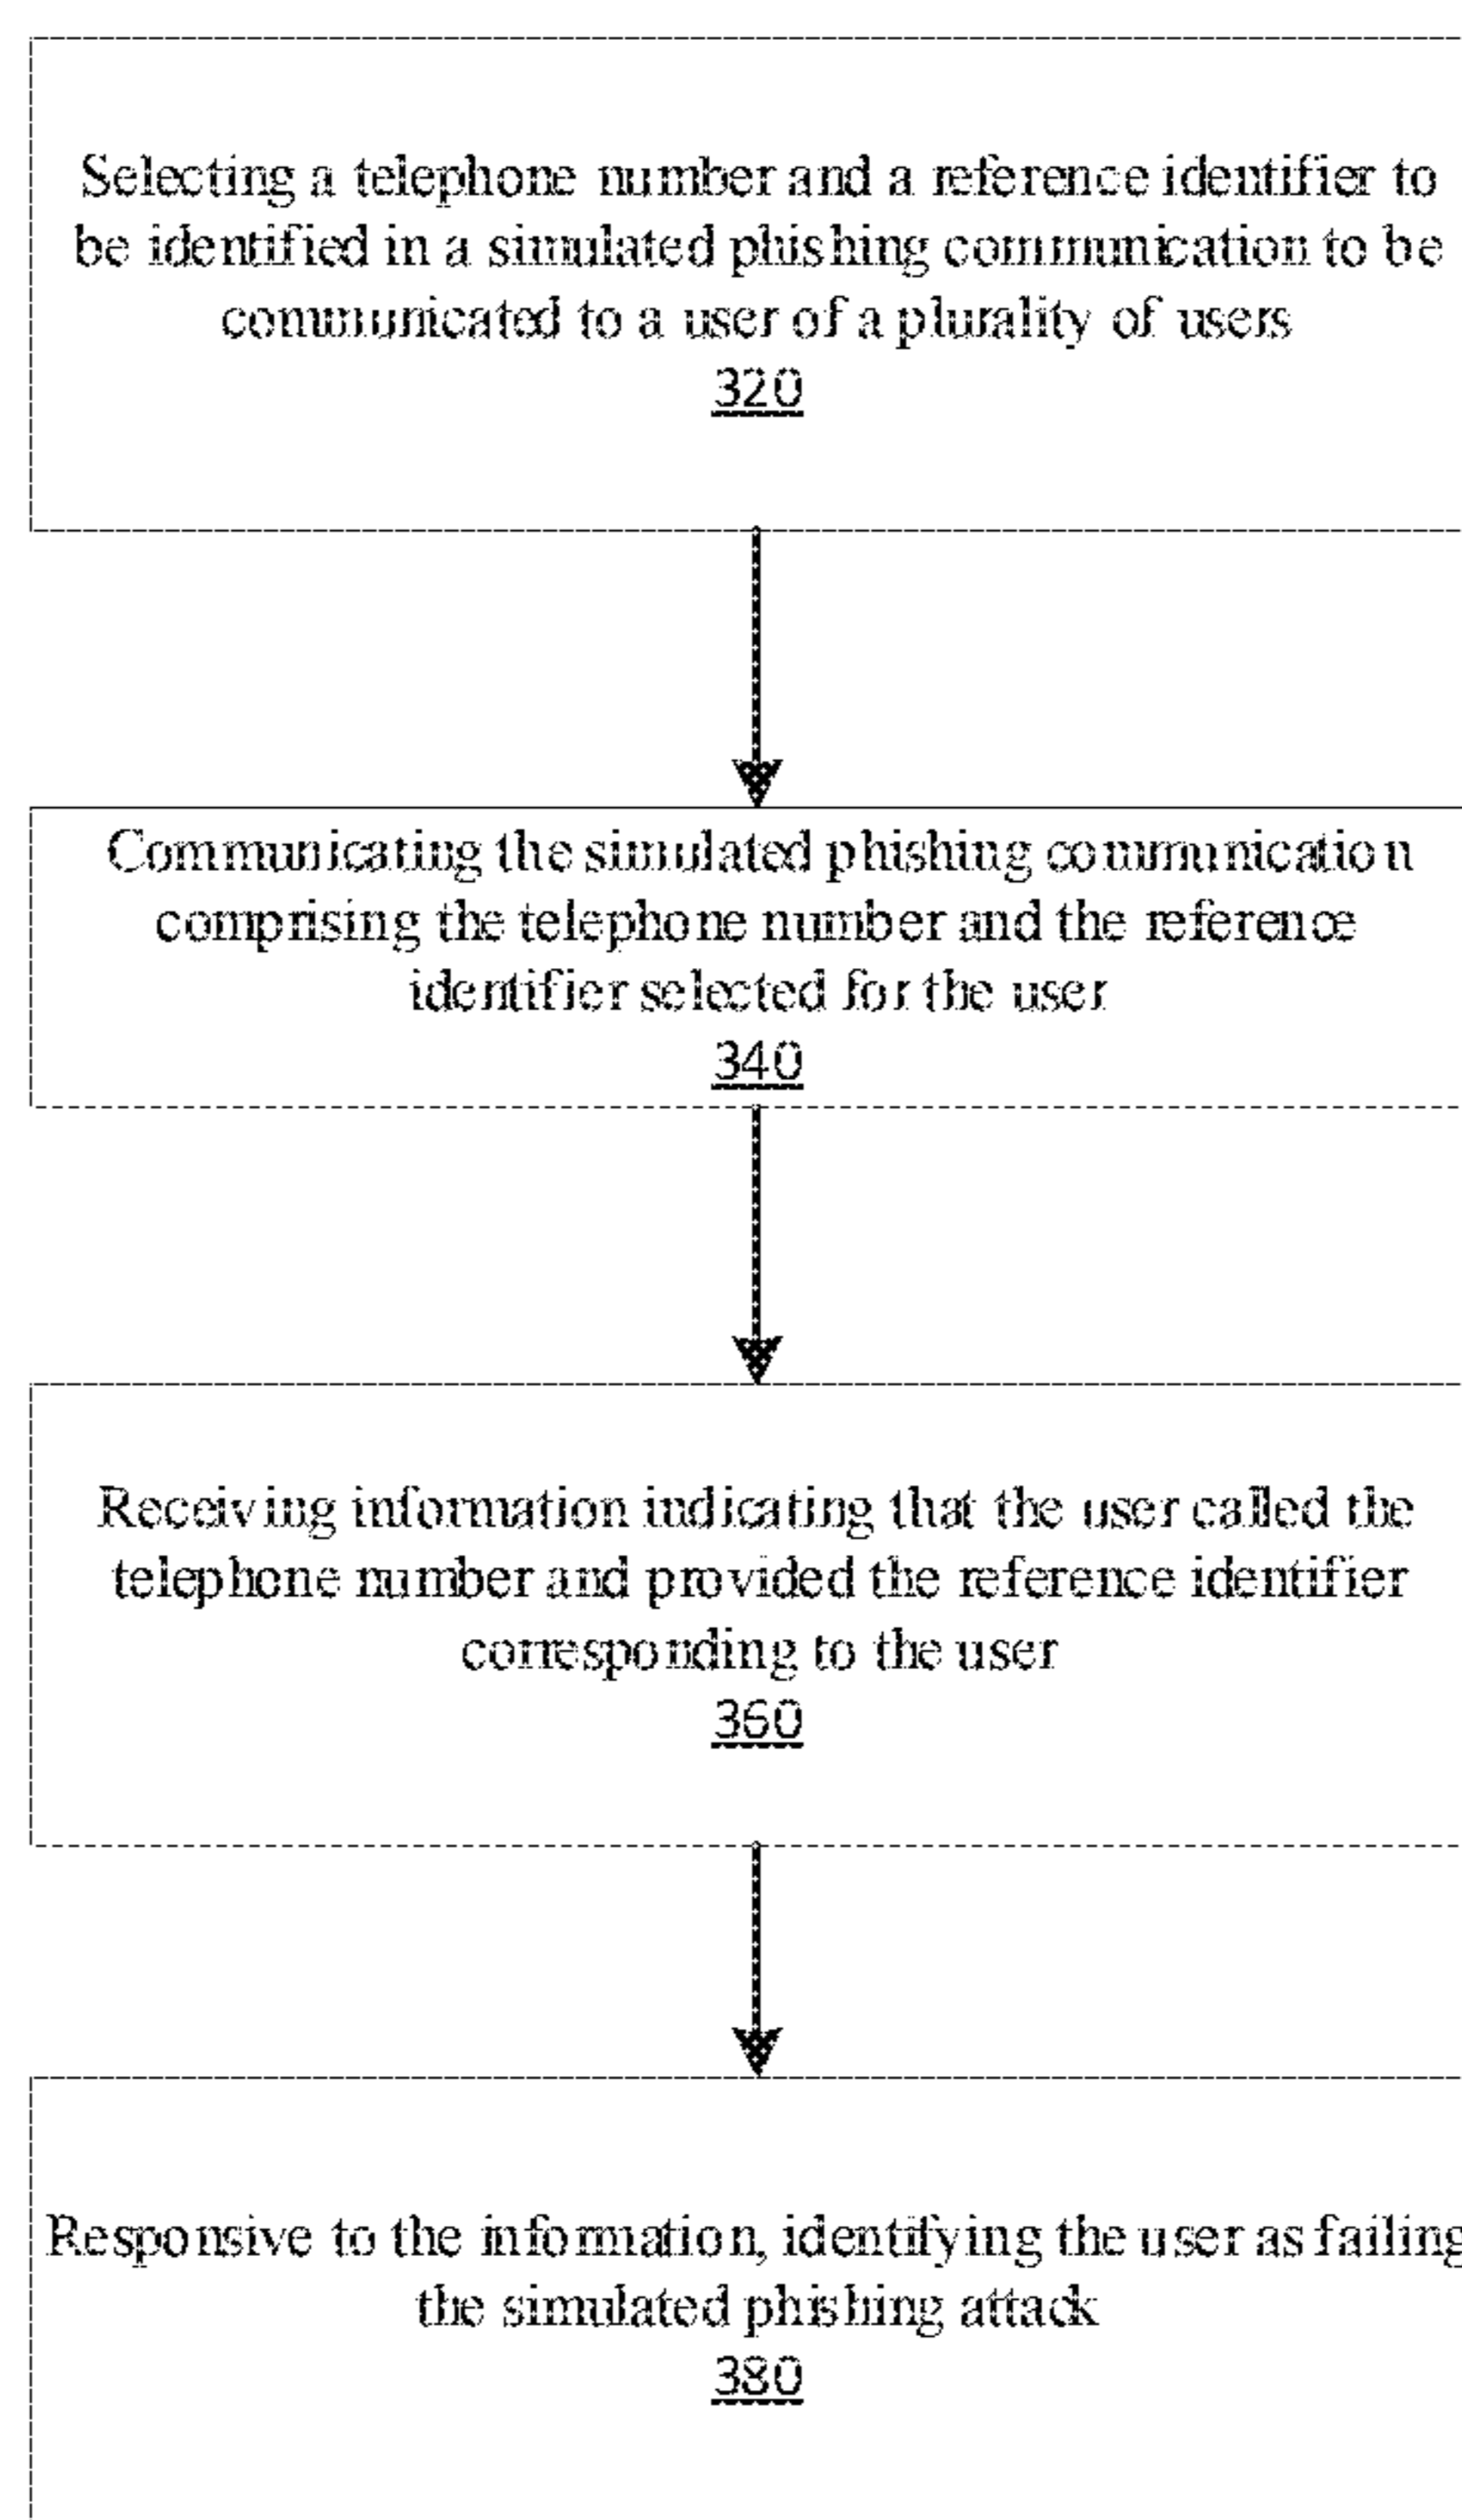 Selecting a telephone number and a reference identifier to
be identified in a simulated phishing communication to be
communicated to a user of a plurality of users
320
Communicating the simulated phishing communication
comprising the telephone number and the reference
identifier selected for the user
340
Receiving information indicating that the user called the
telephone number and provided the reference identifier
corresponding to the user
360
Responsive to the information, identifying the user as failing
the simulated phishing attack
380